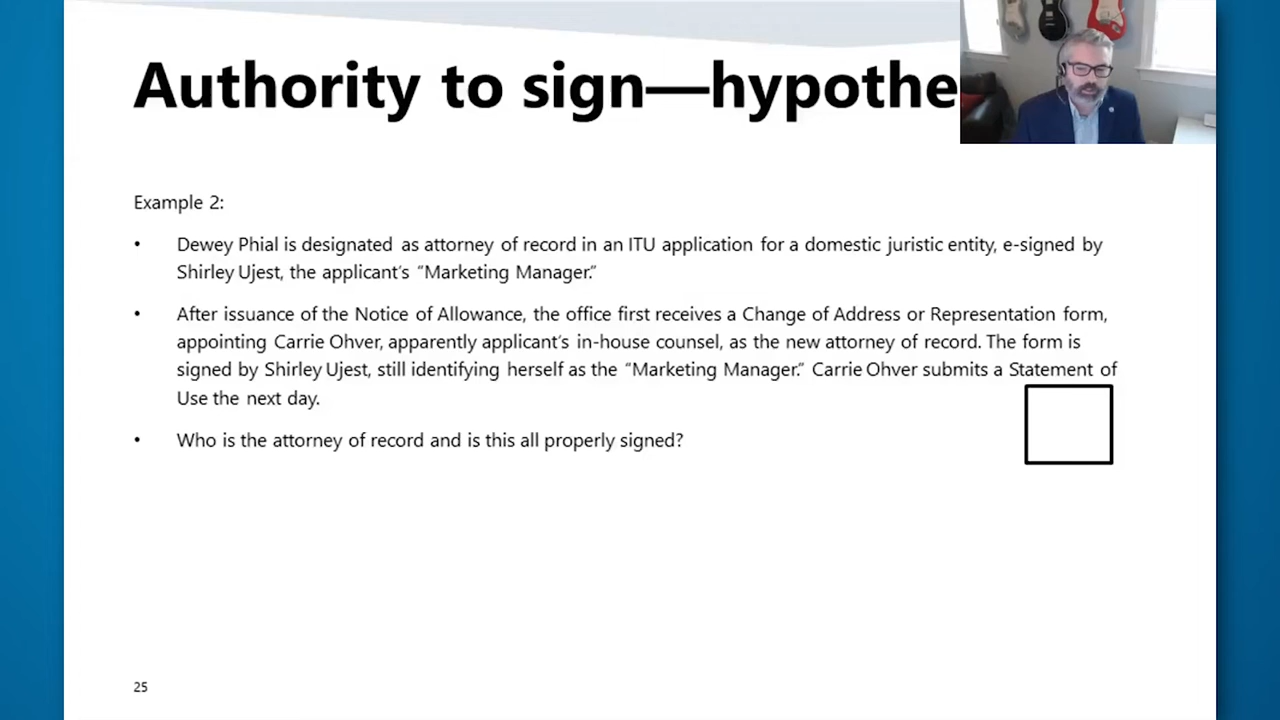 Authority to sign—hypothe
Example 2:
• Dewey Phial is designated as attorney of record in an ITU application for a domestic juristic entity, e-signed by
Shirley Ujest, the applicant’s “Marketing Manager.”
• After issuance of the Notice of Allowance, the office first receives a Change of Address or Representation form,
appointing Carrie Ohver, apparently applicant’s in-house counsel, as the new attorney of record. The form is
signed by Shirley Ujest, still identifying herself as the “Marketing Manager.” Carrie Ohver submits a Statement of
Use the next day.
• Who is the attorney of record and is this all properly signed?
25